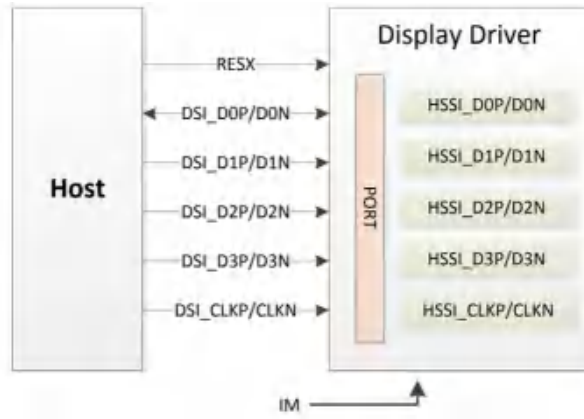 Display Driver
RESX
DSI_D0P/D0N
HSSI_D0P/D0N
DSI_D1P/D1N
HSSI_D1P/D1N
Host
DSI_D2P/D2N
PORT
HSSI_D2P/D2N
DSI_D3P/D3N
HSSI_D3P/D3N
DSI_CLKP/CLKN
HSSI_CLKP/CLKN
IM